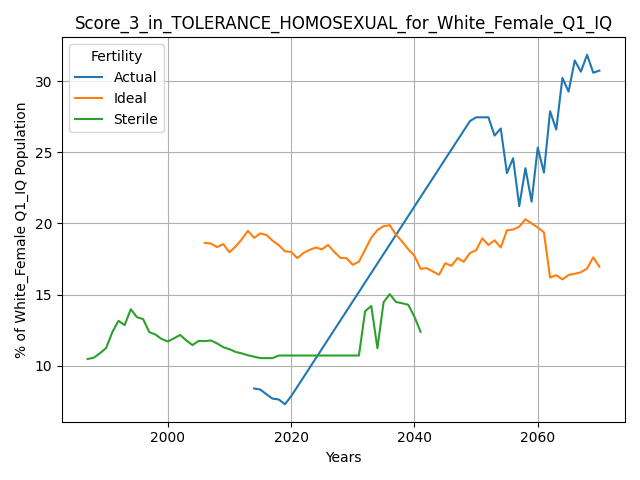 Score_3_in_TOLERANCE_HOMOSEXUAL_for_White_Female_Q1_IQ
Fertility
Actual
Ideal
Sterile
% of White_Female Q1_IQ Population
30
25
20
15
10
2000
2020
2040
2060
Years